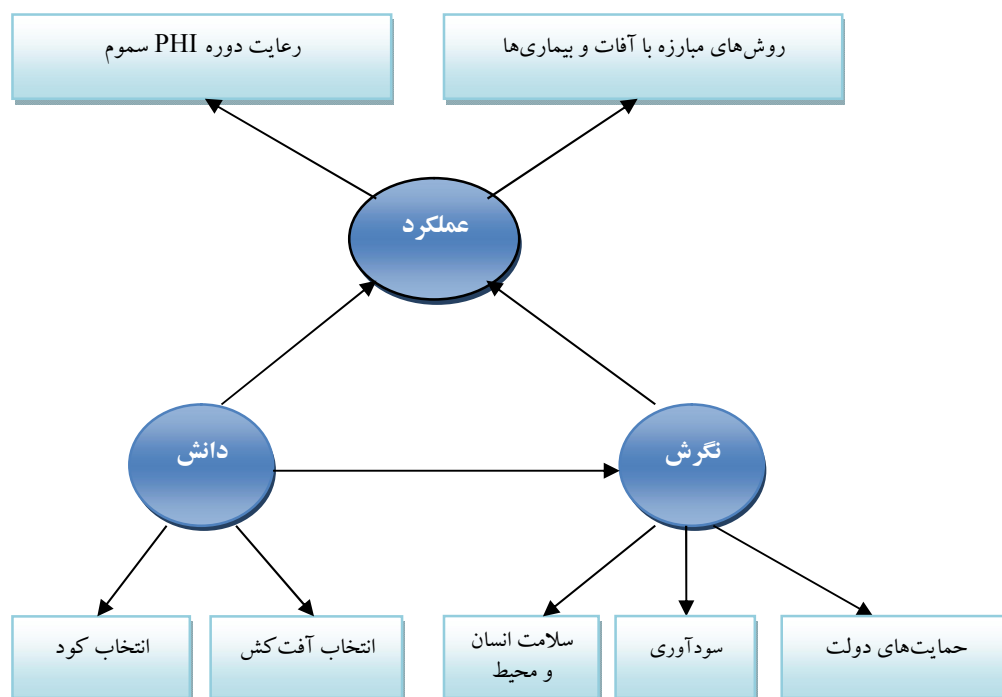 روش‌های مبارزه با آفات و بیماری‌ها
رعایت دوره PHI سموم
عملکرد
نگرش
دانش
حمایت‌های دولت
سودآوری
سلامت انسان
و محیط
انتخاب آفت‌کش
انتخاب کود